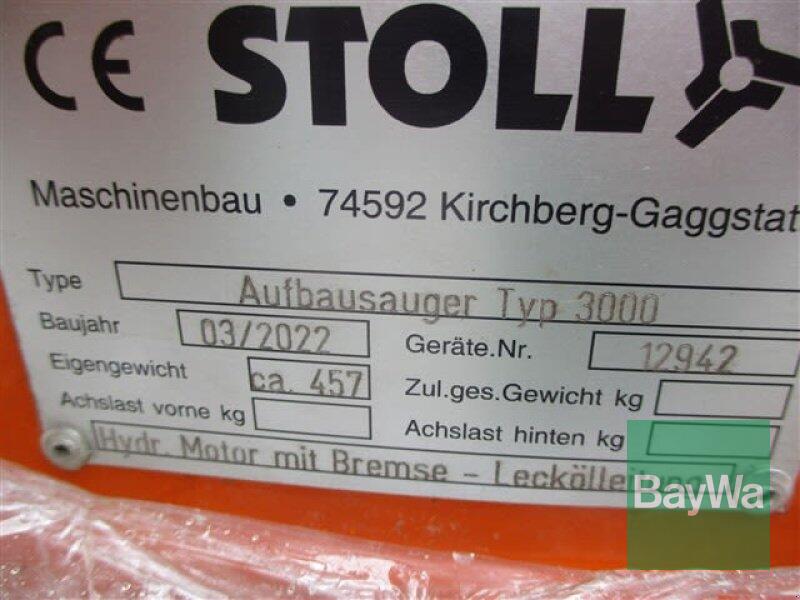 CE STOLL
Maschinenbau • 74592 Kirchberg-Gaggstat
Type Aufbausauger Typ 3000
Baujahr 03/2022 Geräte.Nr. 12942
Eigengewicht ca. 457 Zul.ges.Gewicht kg
Achslast vorne kg Achslast hinten kg
Hydr. Motor mit Bremse - Leckölleitung
BayWa